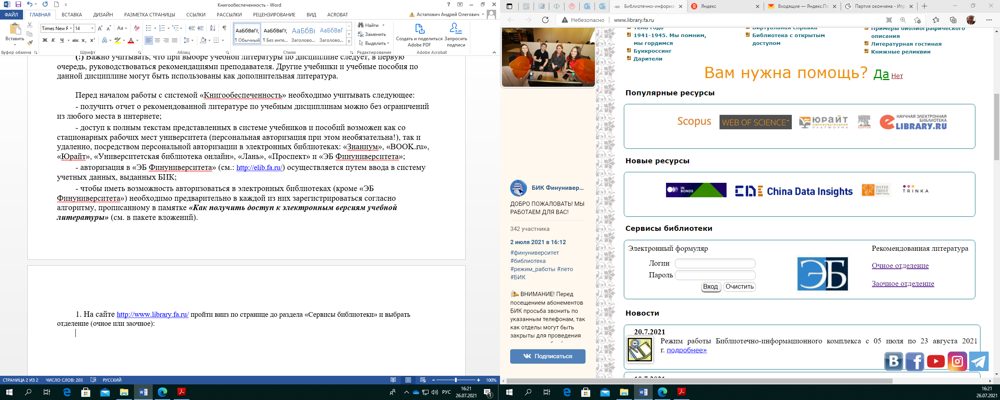 Книгообеспеченность - Word
ФАЙЛ
ГЛАВНАЯ
ВСТАВКА
ДИЗАЙН
РАЗМЕТКА СТРАНИЦЫ
ССЫЛКИ
РАССЫЛКИ
РЕЦЕНЗИРОВАНИЕ
ВИД
ACROBAT
Астапович Андрей Олегович
Вставить
Times New R
14
Ж К Ч abc x₂ x²
АаБбВвГг,
¶ Обычный
АаБбВвГг,
¶ Без инте...
АаБбВв
Заголово...
АаБбВвГ
Заголово...
Найти
Заменить
Выделить
Создать и поделиться
Adobe PDF
Запросить
подписи
Буфер обмена
Шрифт
Абзац
Стили
Редактирование
Adobe Acrobat
(!) Важно учитывать, что при выборе учебной литературы по дисциплине следует, в первую
очередь, руководствоваться рекомендациями преподавателя. Другие учебники и учебные пособия по
данной дисциплине могут быть использованы как дополнительная литература.
Перед началом работы с системой «Книгообеспеченность» необходимо учитывать следующее:
- получить отчет о рекомендованной литературе по учебным дисциплинам можно без ограничений
из любого места в интернете;
- доступ к полным текстам представленных в системе учебников и пособий возможен как со
стационарных рабочих мест университета (персональная авторизация при этом необязательна!), так и
удаленно, посредством персональной авторизации в электронных библиотеках: «Знаниум», «BOOK.ru»,
«Юрайт», «Университетская библиотека онлайн», «Лань», «Проспект» и «ЭБ Финуниверситета»;
- авторизация в «ЭБ Финуниверситета» (см.: http://elib.fa.ru/) осуществляется путем ввода в систему
учетных данных, выданных БИК;
- чтобы иметь возможность авторизоваться в электронных библиотеках (кроме «ЭБ
Финуниверситета») необходимо предварительно в каждой из них зарегистрироваться согласно
алгоритму, прописанному в памятке «Как получить доступ к электронным версиям учебной
литературы» (см. в пакете вложений).
1. На сайте http://www.library.fa.ru/ пройти вниз по странице до раздела «Сервисы библиотеки» и выбрать
отделение (очное или заочное):
СТРАНИЦА 2 ИЗ 2
ЧИСЛО СЛОВ: 203
РУССКИЙ
100%
РУС
16:21
26.07.2021
1
Библиотечно-информа
Яндекс
Входящие — Яндекс.По
Партия окончена - Игр
Небезопасно
www.library.fa.ru
Тема года
1941-1945. Мы помним,
мы гордимся
Буккроссинг
Дарители
Виртуальная справка
Библиотека с открытым
доступом
Примеры библиографического
описания
Литературная гостиная
Книжные реликвии
Вам нужна помощь? Да Нет
Популярные ресурсы
Scopus
WEB OF SCIENCE™
ЮРАЙТ
ОБРАЗОВАТЕЛЬНАЯ
ПЛАТФОРМА
ELSEVIER
НАУЧНАЯ ЭЛЕКТРОННАЯ
БИБЛИОТЕКА
eLIBRARY.RU
Новые ресурсы
IN
BONDS
China Data Insights
HATHI
TRUST
Digital Library
TRINKA
Сервисы библиотеки
Электронный формуляр
Логин
Пароль
Вход
Очистить
ЭБ
Рекомендованная литература
Очное отделение
Заочное отделение
Новости
20.7.2021
Режим работы Библиотечно-информационного комплекса с 05 июля по 23 августа 2021
г. подробнее»
БИК Финунивер...
ДОБРО ПОЖАЛОВАТЬ! МЫ
РАБОТАЕМ ДЛЯ ВАС!
342 участника
2 июля 2021 в 16:12
#финуниверситет
#библиотека
#режим_работы #лето
#БИК
ВНИМАНИЕ! Перед
посещением абонементов
БИК просьба звонить по
указанным телефонам, так
как отделы могут быть
закрыты для проведения
Подписаться
16:21
26.07.2021